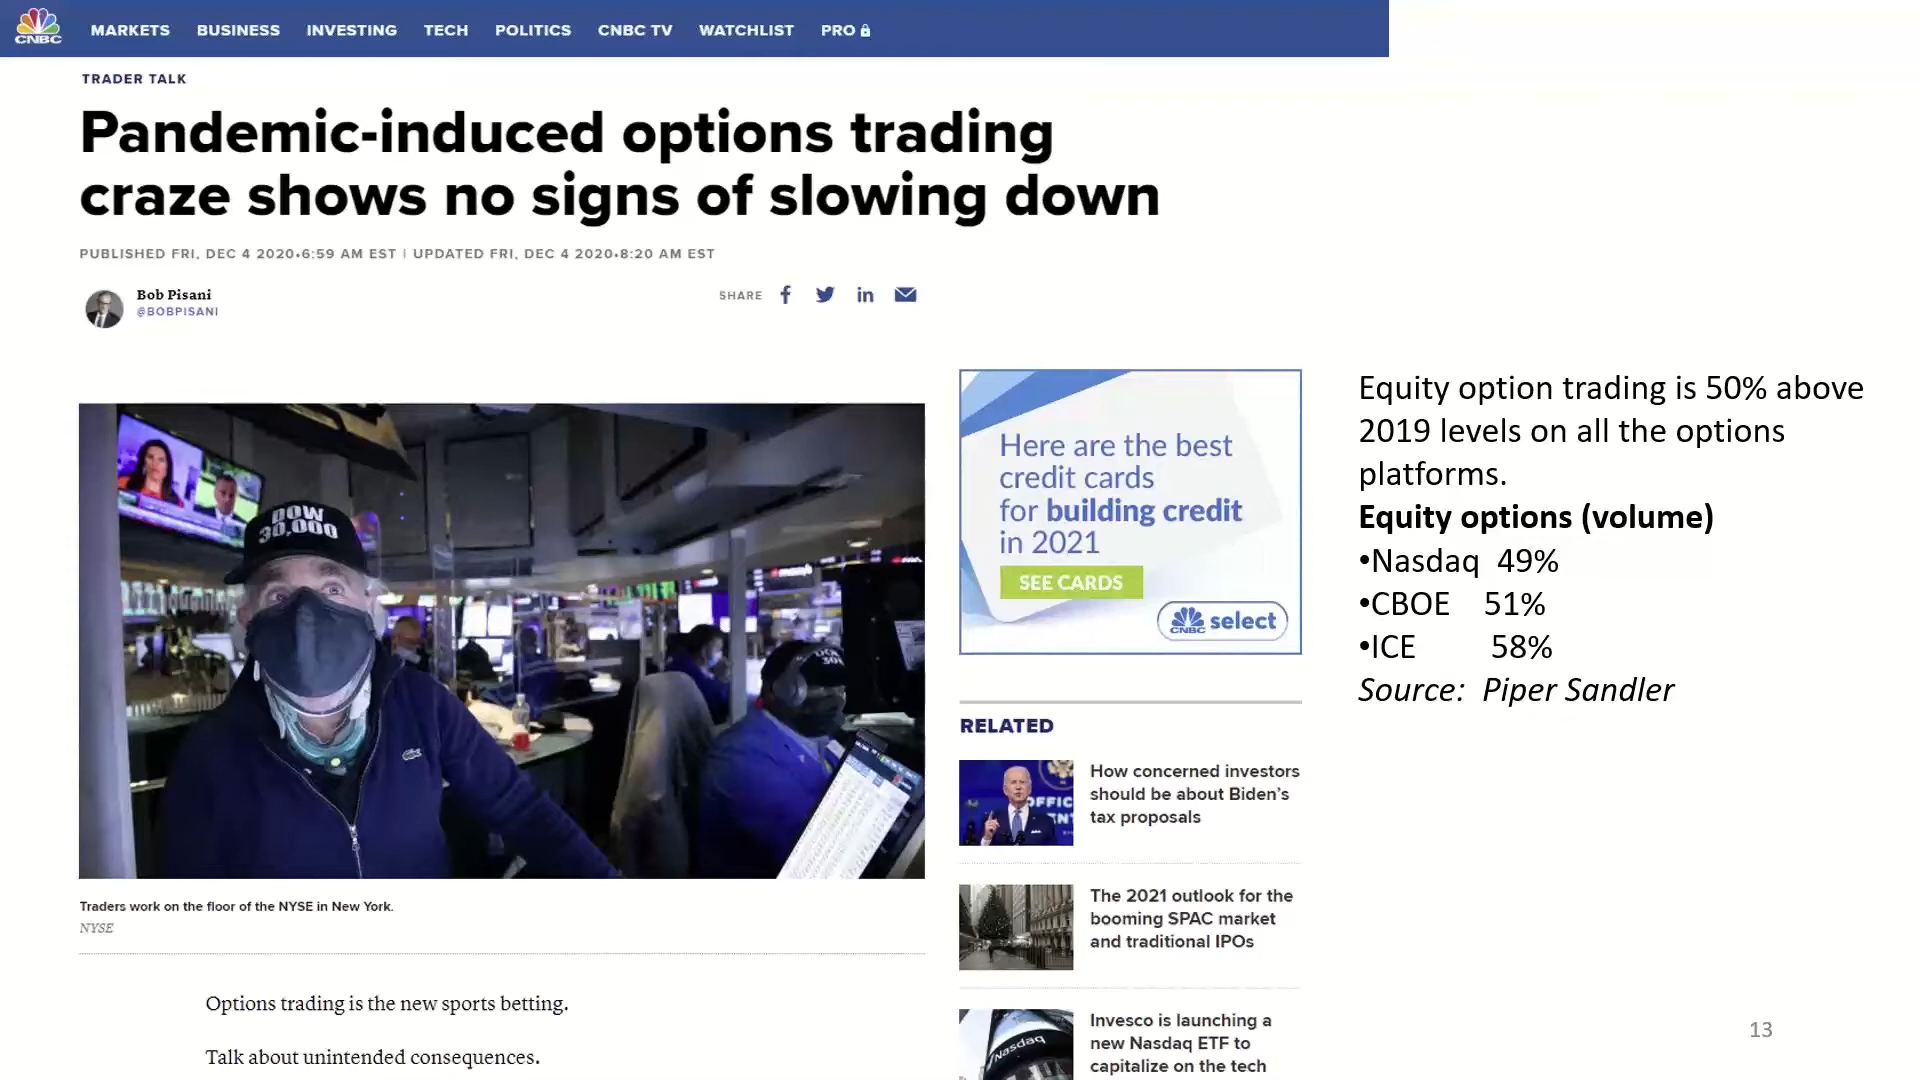 CNBC MARKETS BUSINESS INVESTING TECH POLITICS CNBC TV WATCHLIST PRO
TRADER TALK
Pandemic-induced options trading
craze shows no signs of slowing down
PUBLISHED FRI, DEC 4 2020•6:59 AM EST | UPDATED FRI, DEC 4 2020•8:20 AM EST
Bob Pisani
@BOBPISANI
SHARE
DOW
30,000
Traders work on the floor of the NYSE in New York.
NYSE
Options trading is the new sports betting.
Talk about unintended consequences.
Here are the best
credit cards
for building credit
in 2021
SEE CARDS
CNBC select
RELATED
How concerned investors
should be about Biden’s
tax proposals
The 2021 outlook for the
booming SPAC market
and traditional IPOs
Nasdaq
Invesco is launching a
new Nasdaq ETF to
capitalize on the tech
Equity option trading is 50% above
2019 levels on all the options
platforms.
Equity options (volume)
•Nasdaq 49%
•CBOE 51%
•ICE 58%
Source: Piper Sandler
13